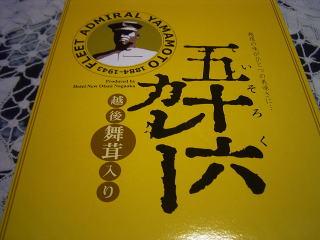 FLEET ADMIRAL YAMAMOTO 1884-1943
Produced by
Hotel New Otani Nagaoka
五十六
いそろく
カレー
越後
舞茸
入り